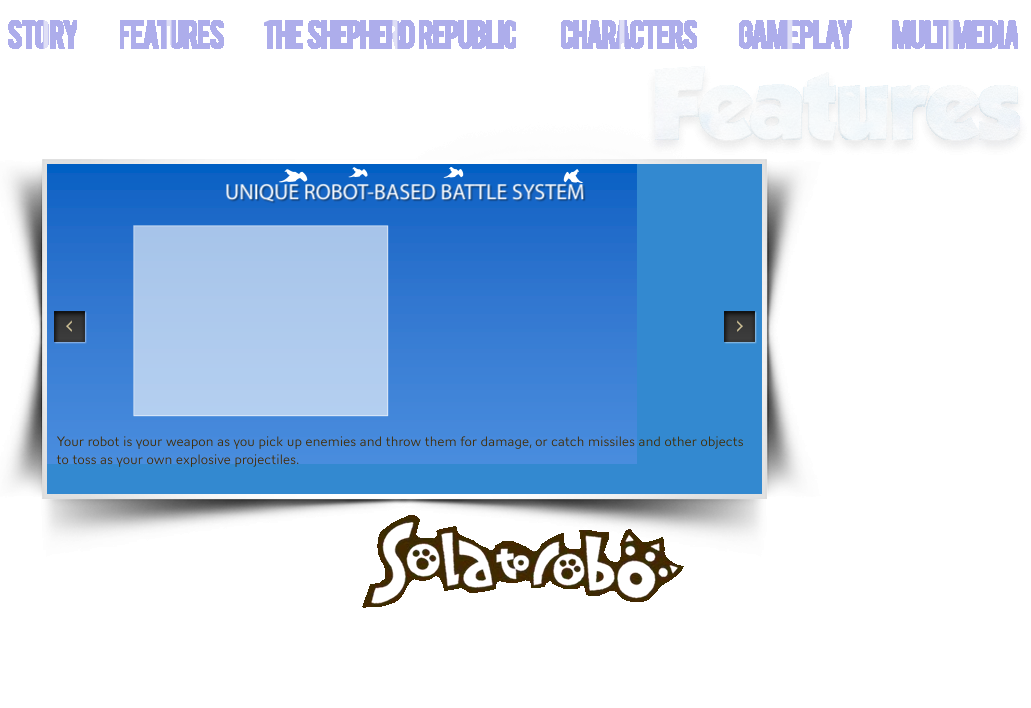 STORY FEATURES THE SHEPHERD REPUBLIC CHARACTERS GAMEPLAY MULTIMEDIA
Features
UNIQUE ROBOT-BASED BATTLE SYSTEM
Your robot is your weapon as you pick up enemies and throw them for damage, or catch missiles and other objects
to toss as your own explosive projectiles.
Solatorobo